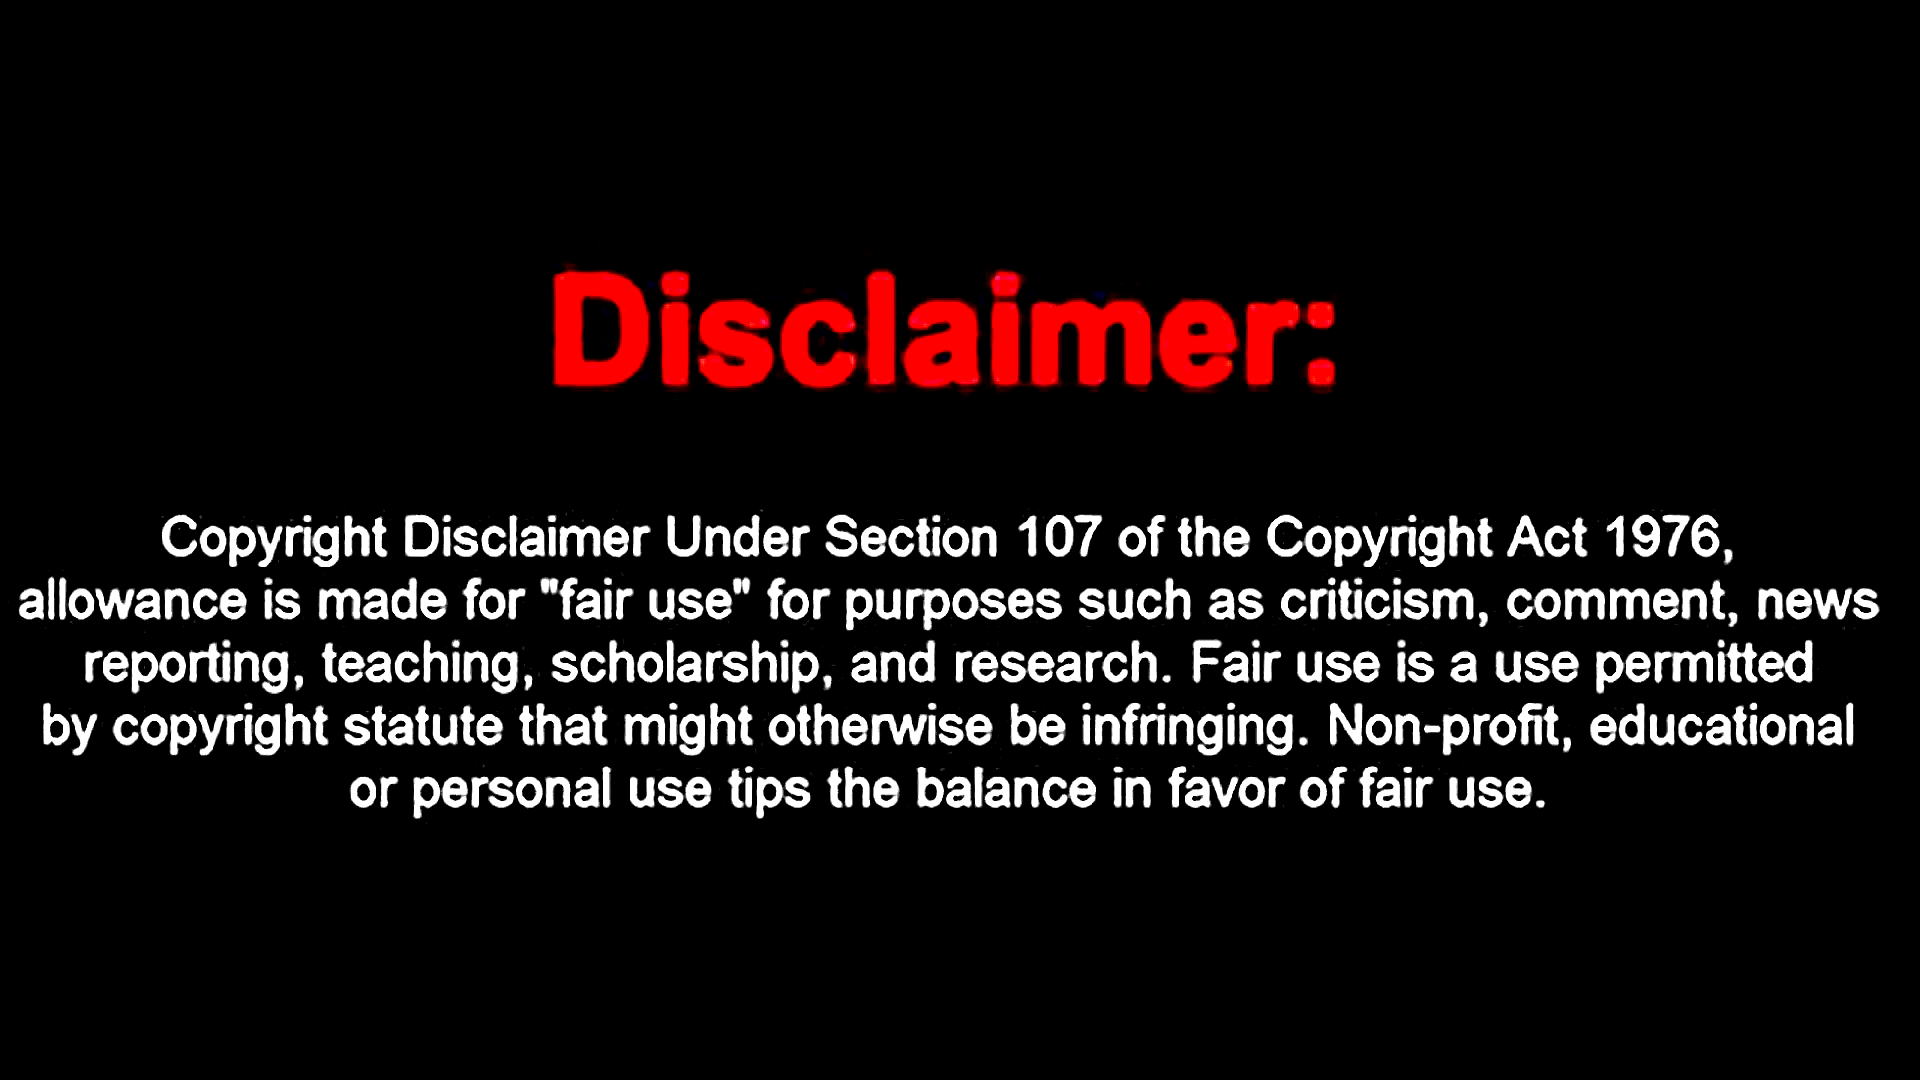 Disclaimer:
Copyright Disclaimer Under Section 107 of the Copyright Act 1976,
allowance is made for "fair use" for purposes such as criticism, comment, news
reporting, teaching, scholarship, and research. Fair use is a use permitted
by copyright statute that might otherwise be infringing. Non-profit, educational
or personal use tips the balance in favor of fair use.